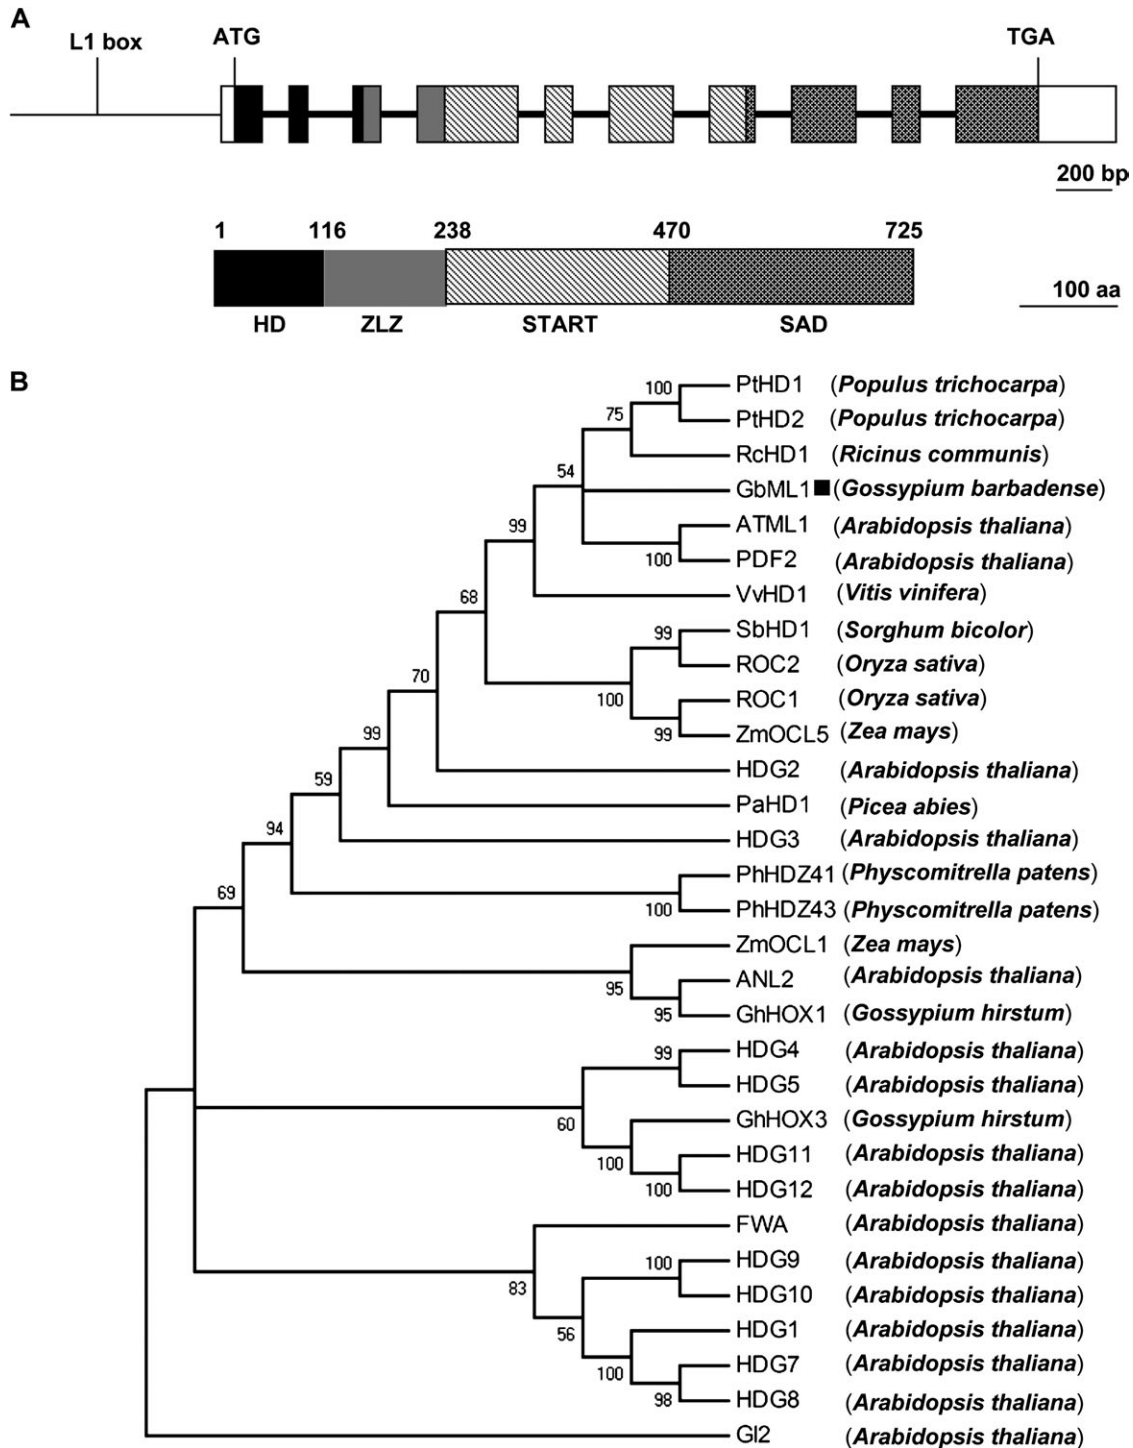 A
L1 box
ATG
TGA
200 bp
1 116 238 470 725
100 aa
HD ZLZ START SAD
B
PtHD1 (Populus trichocarpa)
100
75
PtHD2 (Populus trichocarpa)
RcHD1 (Ricinus communis)
54
GbML1 (Gossypium barbadense)
99
ATML1 (Arabidopsis thaliana)
100
PDF2 (Arabidopsis thaliana)
68
VvHD1 (Vitis vinifera)
99
SbHD1 (Sorghum bicolor)
70
ROC2 (Oryza sativa)
100
ROC1 (Oryza sativa)
99
99
ZmOCL5 (Zea mays)
59
HDG2 (Arabidopsis thaliana)
PaHD1 (Picea abies)
94
HDG3 (Arabidopsis thaliana)
69
PhHDZ41 (Physcomitrella patens)
100
PhHDZ43 (Physcomitrella patens)
ZmOCL1 (Zea mays)
95
ANL2 (Arabidopsis thaliana)
95
GhHOX1 (Gossypium hirstum)
99
HDG4 (Arabidopsis thaliana)
HDG5 (Arabidopsis thaliana)
60
GhHOX3 (Gossypium hirstum)
100
HDG11 (Arabidopsis thaliana)
100
HDG12 (Arabidopsis thaliana)
FWA (Arabidopsis thaliana)
83
100
HDG9 (Arabidopsis thaliana)
HDG10 (Arabidopsis thaliana)
56
HDG1 (Arabidopsis thaliana)
100
HDG7 (Arabidopsis thaliana)
98
HDG8 (Arabidopsis thaliana)
Gl2 (Arabidopsis thaliana)